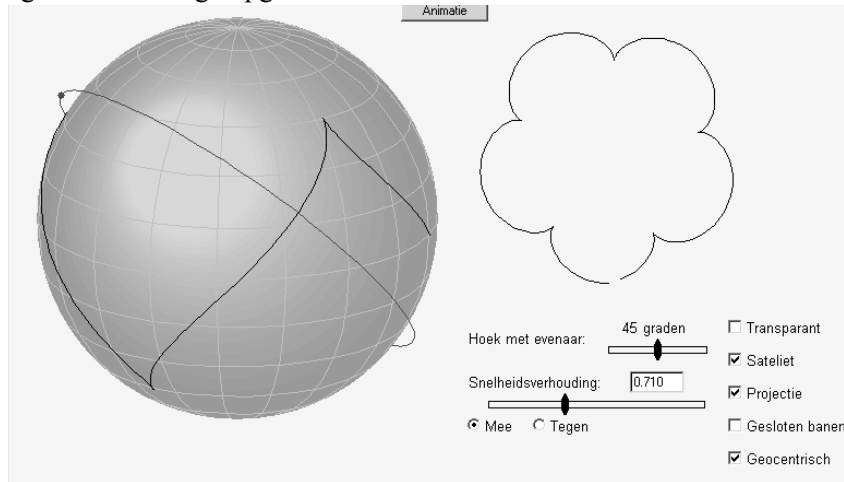 Animatie
Hoek met evenaar:
45 graden
Snelheidsverhouding:
0.710
Mee
Tegen
Transparant
Sateliet
Projectie
Gesloten banen
Geocentrisch